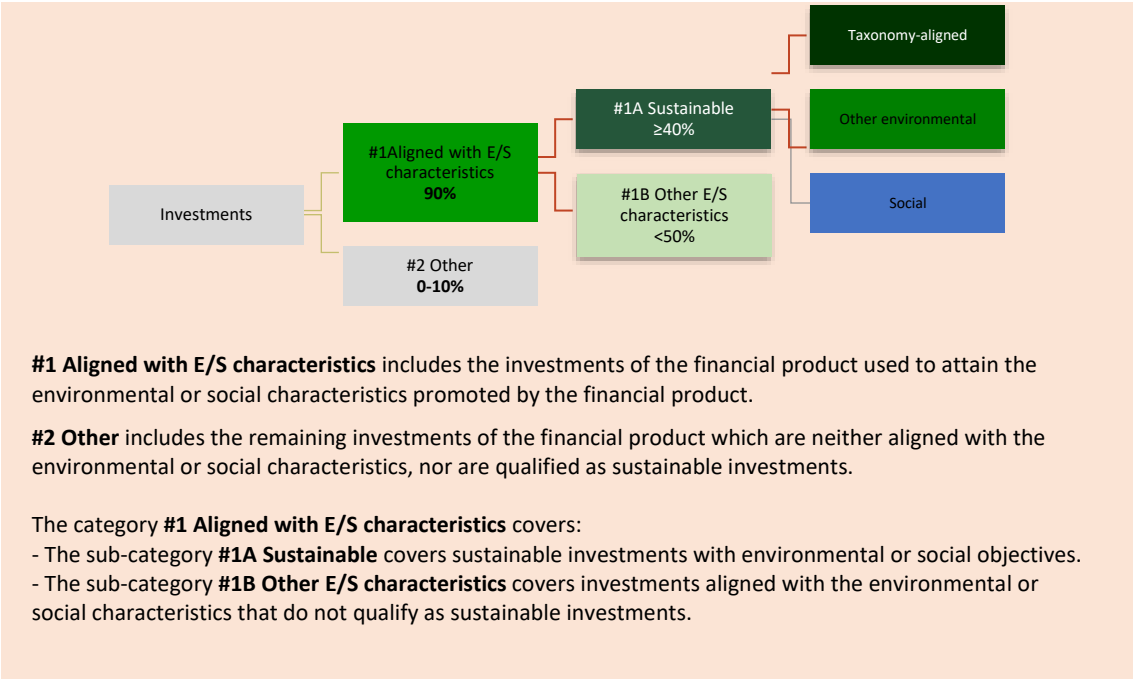 Taxonomy-aligned
#1A Sustainable
≥40%
Other environmental
#1Aligned with E/S
characteristics
90%
Investments
#1B Other E/S
characteristics
<50%
Social
#2 Other
0-10%
#1 Aligned with E/S characteristics includes the investments of the financial product used to attain the
environmental or social characteristics promoted by the financial product.
#2 Other includes the remaining investments of the financial product which are neither aligned with the
environmental or social characteristics, nor are qualified as sustainable investments.
The category #1 Aligned with E/S characteristics covers:
- The sub-category #1A Sustainable covers sustainable investments with environmental or social objectives.
- The sub-category #1B Other E/S characteristics covers investments aligned with the environmental or
social characteristics that do not qualify as sustainable investments.